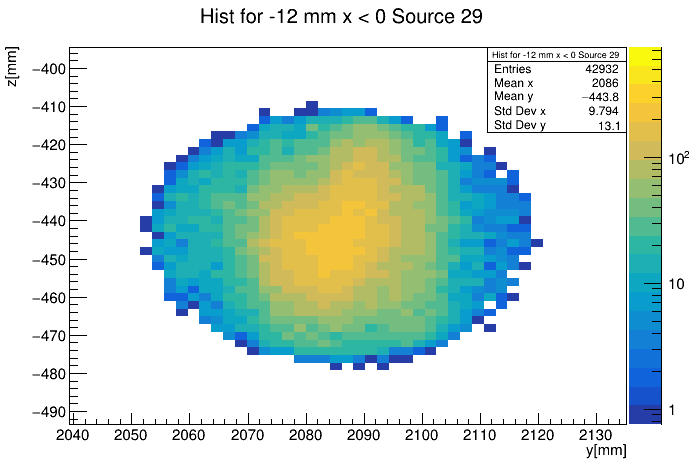 Hist for -12 mm x < 0 Source 29
z[mm]
Hist for -12 mm x < 0 Source 29
Entries 42932
Mean x 2086
Mean y −443.8
Std Dev x 9.794
Std Dev y 13.1
−400
−410
−420
−430
−440
−450
−460
−470
−480
−490
2040 2050 2060 2070 2080 2090 2100 2110 2120 2130
y[mm]
10²
10
1